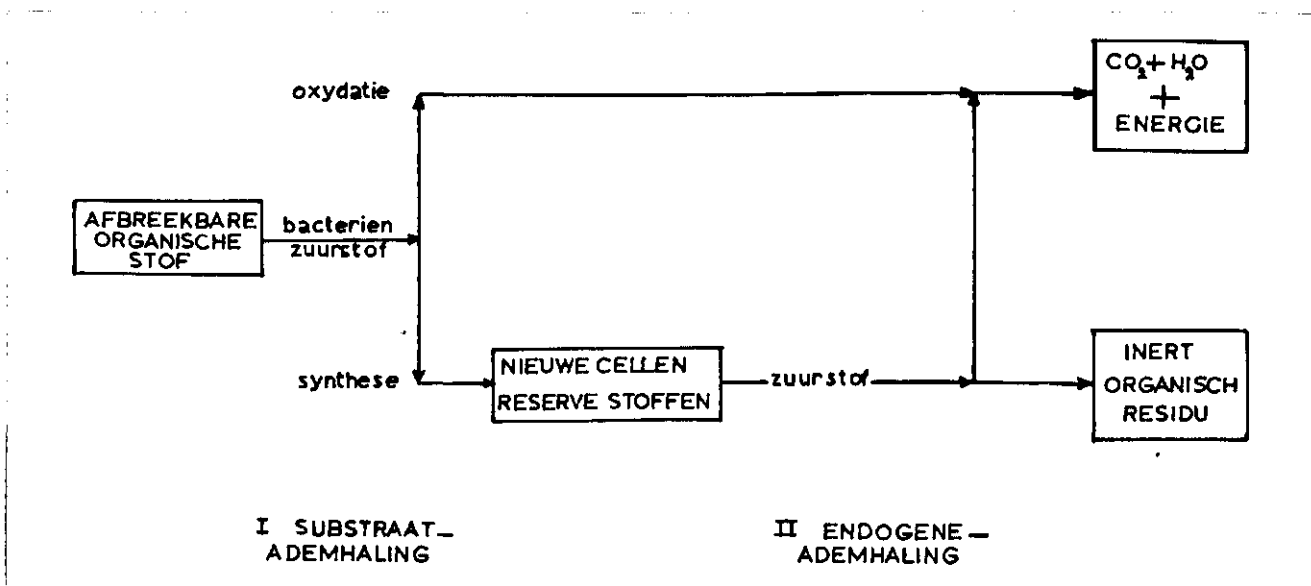 oxydatie
CO₂+H₂O
+
ENERGIE
AFBREEKBARE
ORGANISCHE
STOF
bacterien
zuurstof
synthese
NIEUWE CELLEN
RESERVE STOFFEN
zuurstof
INERT
ORGANISCH
RESIDU
I SUBSTRAAT-
ADEMHALING
II ENDOGENE-
ADEMHALING